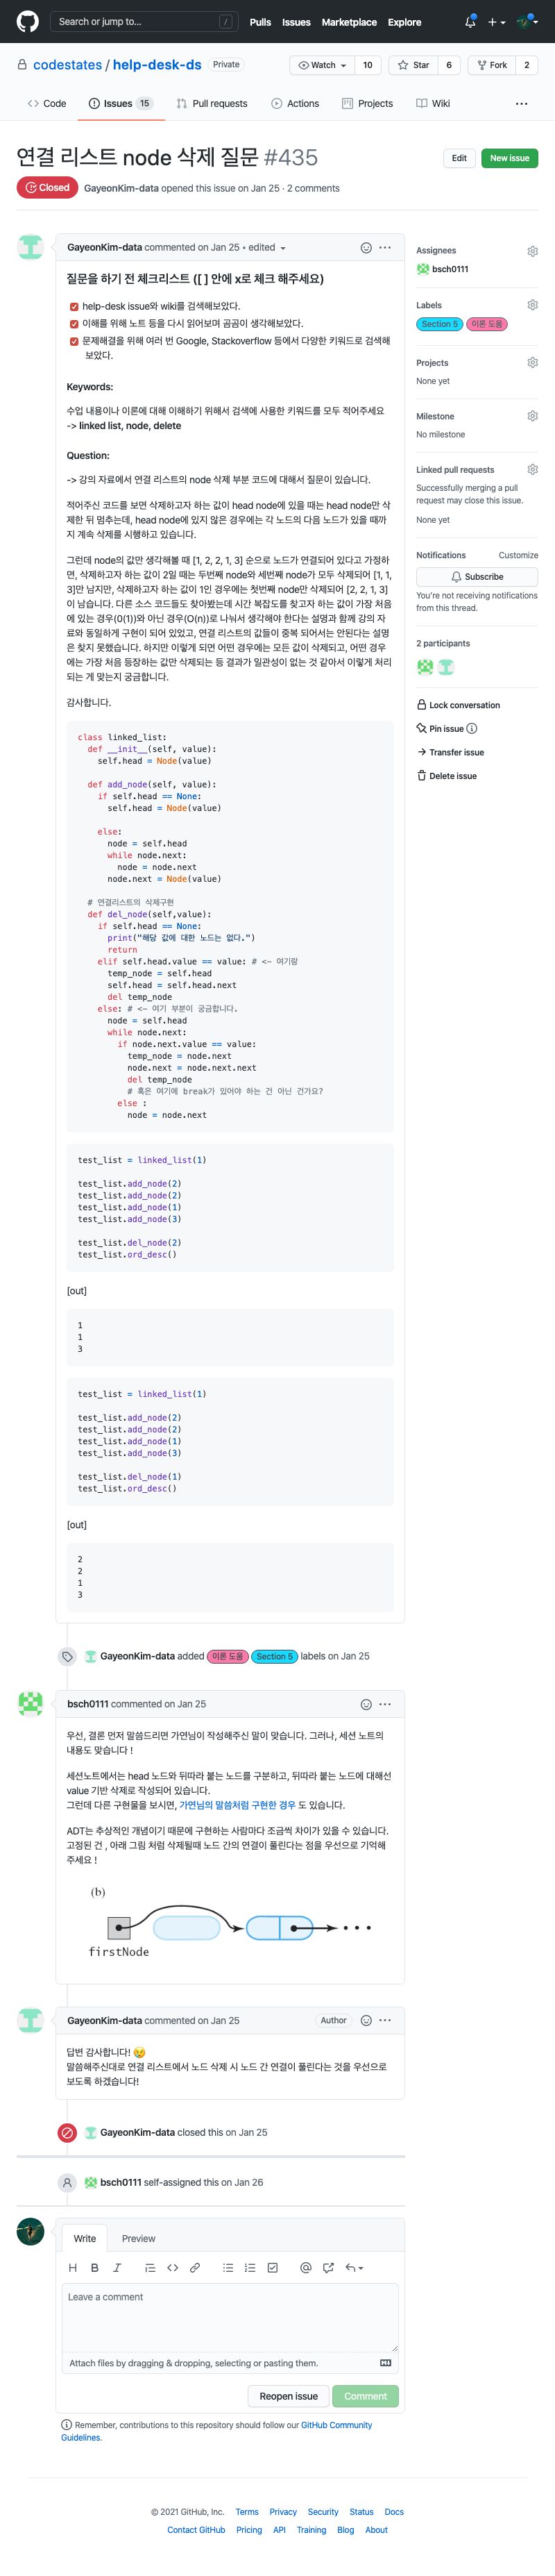 Search or jump to... /
Pulls Issues Marketplace Explore
codestates / help-desk-ds Private
Watch 10 Star 6 Fork 2
Code Issues 15 Pull requests Actions Projects Wiki ...
연결 리스트 node 삭제 질문 #435
Edit New issue
Closed GayeonKim-data opened this issue on Jan 25 · 2 comments
GayeonKim-data commented on Jan 25 • edited
질문을 하기 전 체크리스트 ([ ] 안에 x로 체크 해주세요)
help-desk issue와 wiki를 검색해보았다.
이해를 위해 노트 등을 다시 읽어보며 곰곰이 생각해보았다.
문제해결을 위해 여러 번 Google, Stackoverflow 등에서 다양한 키워드로 검색해
보았다.
Keywords:
수업 내용이나 이론에 대해 이해하기 위해서 검색에 사용한 키워드를 모두 적어주세요
-> linked list, node, delete
Question:
-> 강의 자료에서 연결 리스트의 node 삭제 부분 코드에 대해서 질문이 있습니다.
적어주신 코드를 보면 삭제하고자 하는 값이 head node에 있을 때는 head node만 삭
제한 뒤 멈추는데, head node에 있지 않은 경우에는 각 노드의 다음 노드가 있을 때까
지 계속 삭제를 시행하고 있습니다.
그런데 node의 값만 생각해볼 때 [1, 2, 2, 1, 3] 순으로 노드가 연결되어 있다고 가정하
면, 삭제하고자 하는 값이 2일 때는 두번째 node와 세번째 node가 모두 삭제되어 [1, 1,
3]만 남지만, 삭제하고자 하는 값이 1인 경우에는 첫번째 node만 삭제되어 [2, 2, 1, 3]
이 남습니다. 다른 소스 코드들도 찾아봤는데 시간 복잡도를 찾고자 하는 값이 가장 처음
에 있는 경우(0(1))와 아닌 경우(O(n))로 나눠서 생각해야 한다는 설명과 함께 강의 자
료와 동일하게 구현이 되어 있었고, 연결 리스트의 값들이 중복 되어서는 안된다는 설명
은 찾지 못했습니다. 하지만 이렇게 되면 어떤 경우에는 모든 값이 삭제되고, 어떤 경우
에는 가장 처음 등장하는 값만 삭제되는 등 결과가 일관성이 없는 것 같아서 이렇게 처리
되는 게 맞는지 궁금합니다.
감사합니다.
class linked_list:
def __init__(self, value):
self.head = Node(value)
def add_node(self, value):
if self.head == None:
self.head = Node(value)
else:
node = self.head
while node.next:
node = node.next
node.next = Node(value)
# 연결리스트의 삭제구현
def del_node(self,value):
if self.head == None:
print("해당 값에 대한 노드는 없다.")
return
elif self.head.value == value: # <- 여기랑
temp_node = self.head
self.head = self.head.next
del temp_node
else: # <- 여기 부분이 궁금합니다.
node = self.head
while node.next:
if node.next.value == value:
temp_node = node.next
node.next = node.next.next
del temp_node
# 혹은 여기에 break가 있어야 하는 건 아닌 건가요?
else :
node = node.next
test_list = linked_list(1)
test_list.add_node(2)
test_list.add_node(2)
test_list.add_node(1)
test_list.add_node(3)
test_list.del_node(2)
test_list.ord_desc()
[out]
1
1
3
test_list = linked_list(1)
test_list.add_node(2)
test_list.add_node(2)
test_list.add_node(1)
test_list.add_node(3)
test_list.del_node(1)
test_list.ord_desc()
[out]
2
2
1
3
GayeonKim-data added 이론 도움 Section 5 labels on Jan 25
bsch0111 commented on Jan 25
우선, 결론 먼저 말씀드리면 가연님이 작성해주신 말이 맞습니다. 그러나, 세션 노트의
내용도 맞습니다 !
세션노트에서는 head 노드와 뒤따라 붙는 노드를 구분하고, 뒤따라 붙는 노드에 대해선
value 기반 삭제로 작성되어 있습니다.
그런데 다른 구현물을 보시면, 가연님의 말씀처럼 구현한 경우 도 있습니다.
ADT는 추상적인 개념이기 때문에 구현하는 사람마다 조금씩 차이가 있을 수 있습니다.
고정된 건 , 아래 그림 처럼 삭제될때 노드 간의 연결이 풀린다는 점을 우선으로 기억해
주세요 !
(b)
firstNode
GayeonKim-data commented on Jan 25 Author
답변 감사합니다! 😢
말씀해주신대로 연결 리스트에서 노드 삭제 시 노드 간 연결이 풀린다는 것을 우선으로
보도록 하겠습니다!
GayeonKim-data closed this on Jan 25
bsch0111 self-assigned this on Jan 26
Write Preview
Leave a comment
Attach files by dragging & dropping, selecting or pasting them.
Reopen issue Comment
Remember, contributions to this repository should follow our GitHub Community
Guidelines.
Assignees
bsch0111
Labels
Section 5 이론 도움
Projects
None yet
Milestone
No milestone
Linked pull requests
Successfully merging a pull
request may close this issue.
None yet
Notifications Customize
Subscribe
You're not receiving notifications
from this thread.
2 participants
Lock conversation
Pin issue
Transfer issue
Delete issue
© 2021 GitHub, Inc. Terms Privacy Security Status Docs
Contact GitHub Pricing API Training Blog About